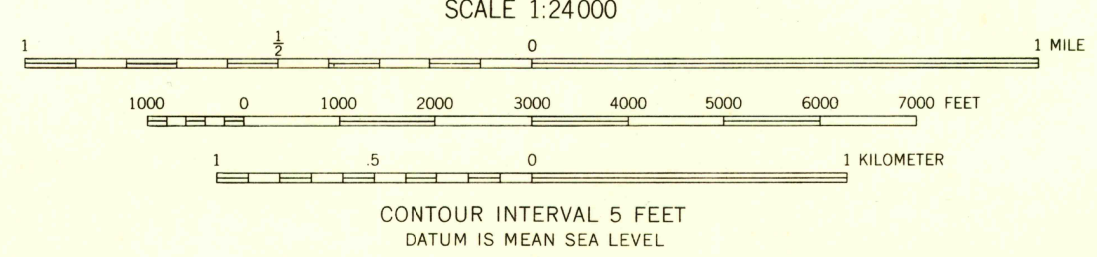 SCALE 1:24000
1 1/2 0 1 MILE
1000 0 1000 2000 3000 4000 5000 6000 7000 FEET
1 .5 0 1 KILOMETER
CONTOUR INTERVAL 5 FEET
DATUM IS MEAN SEA LEVEL